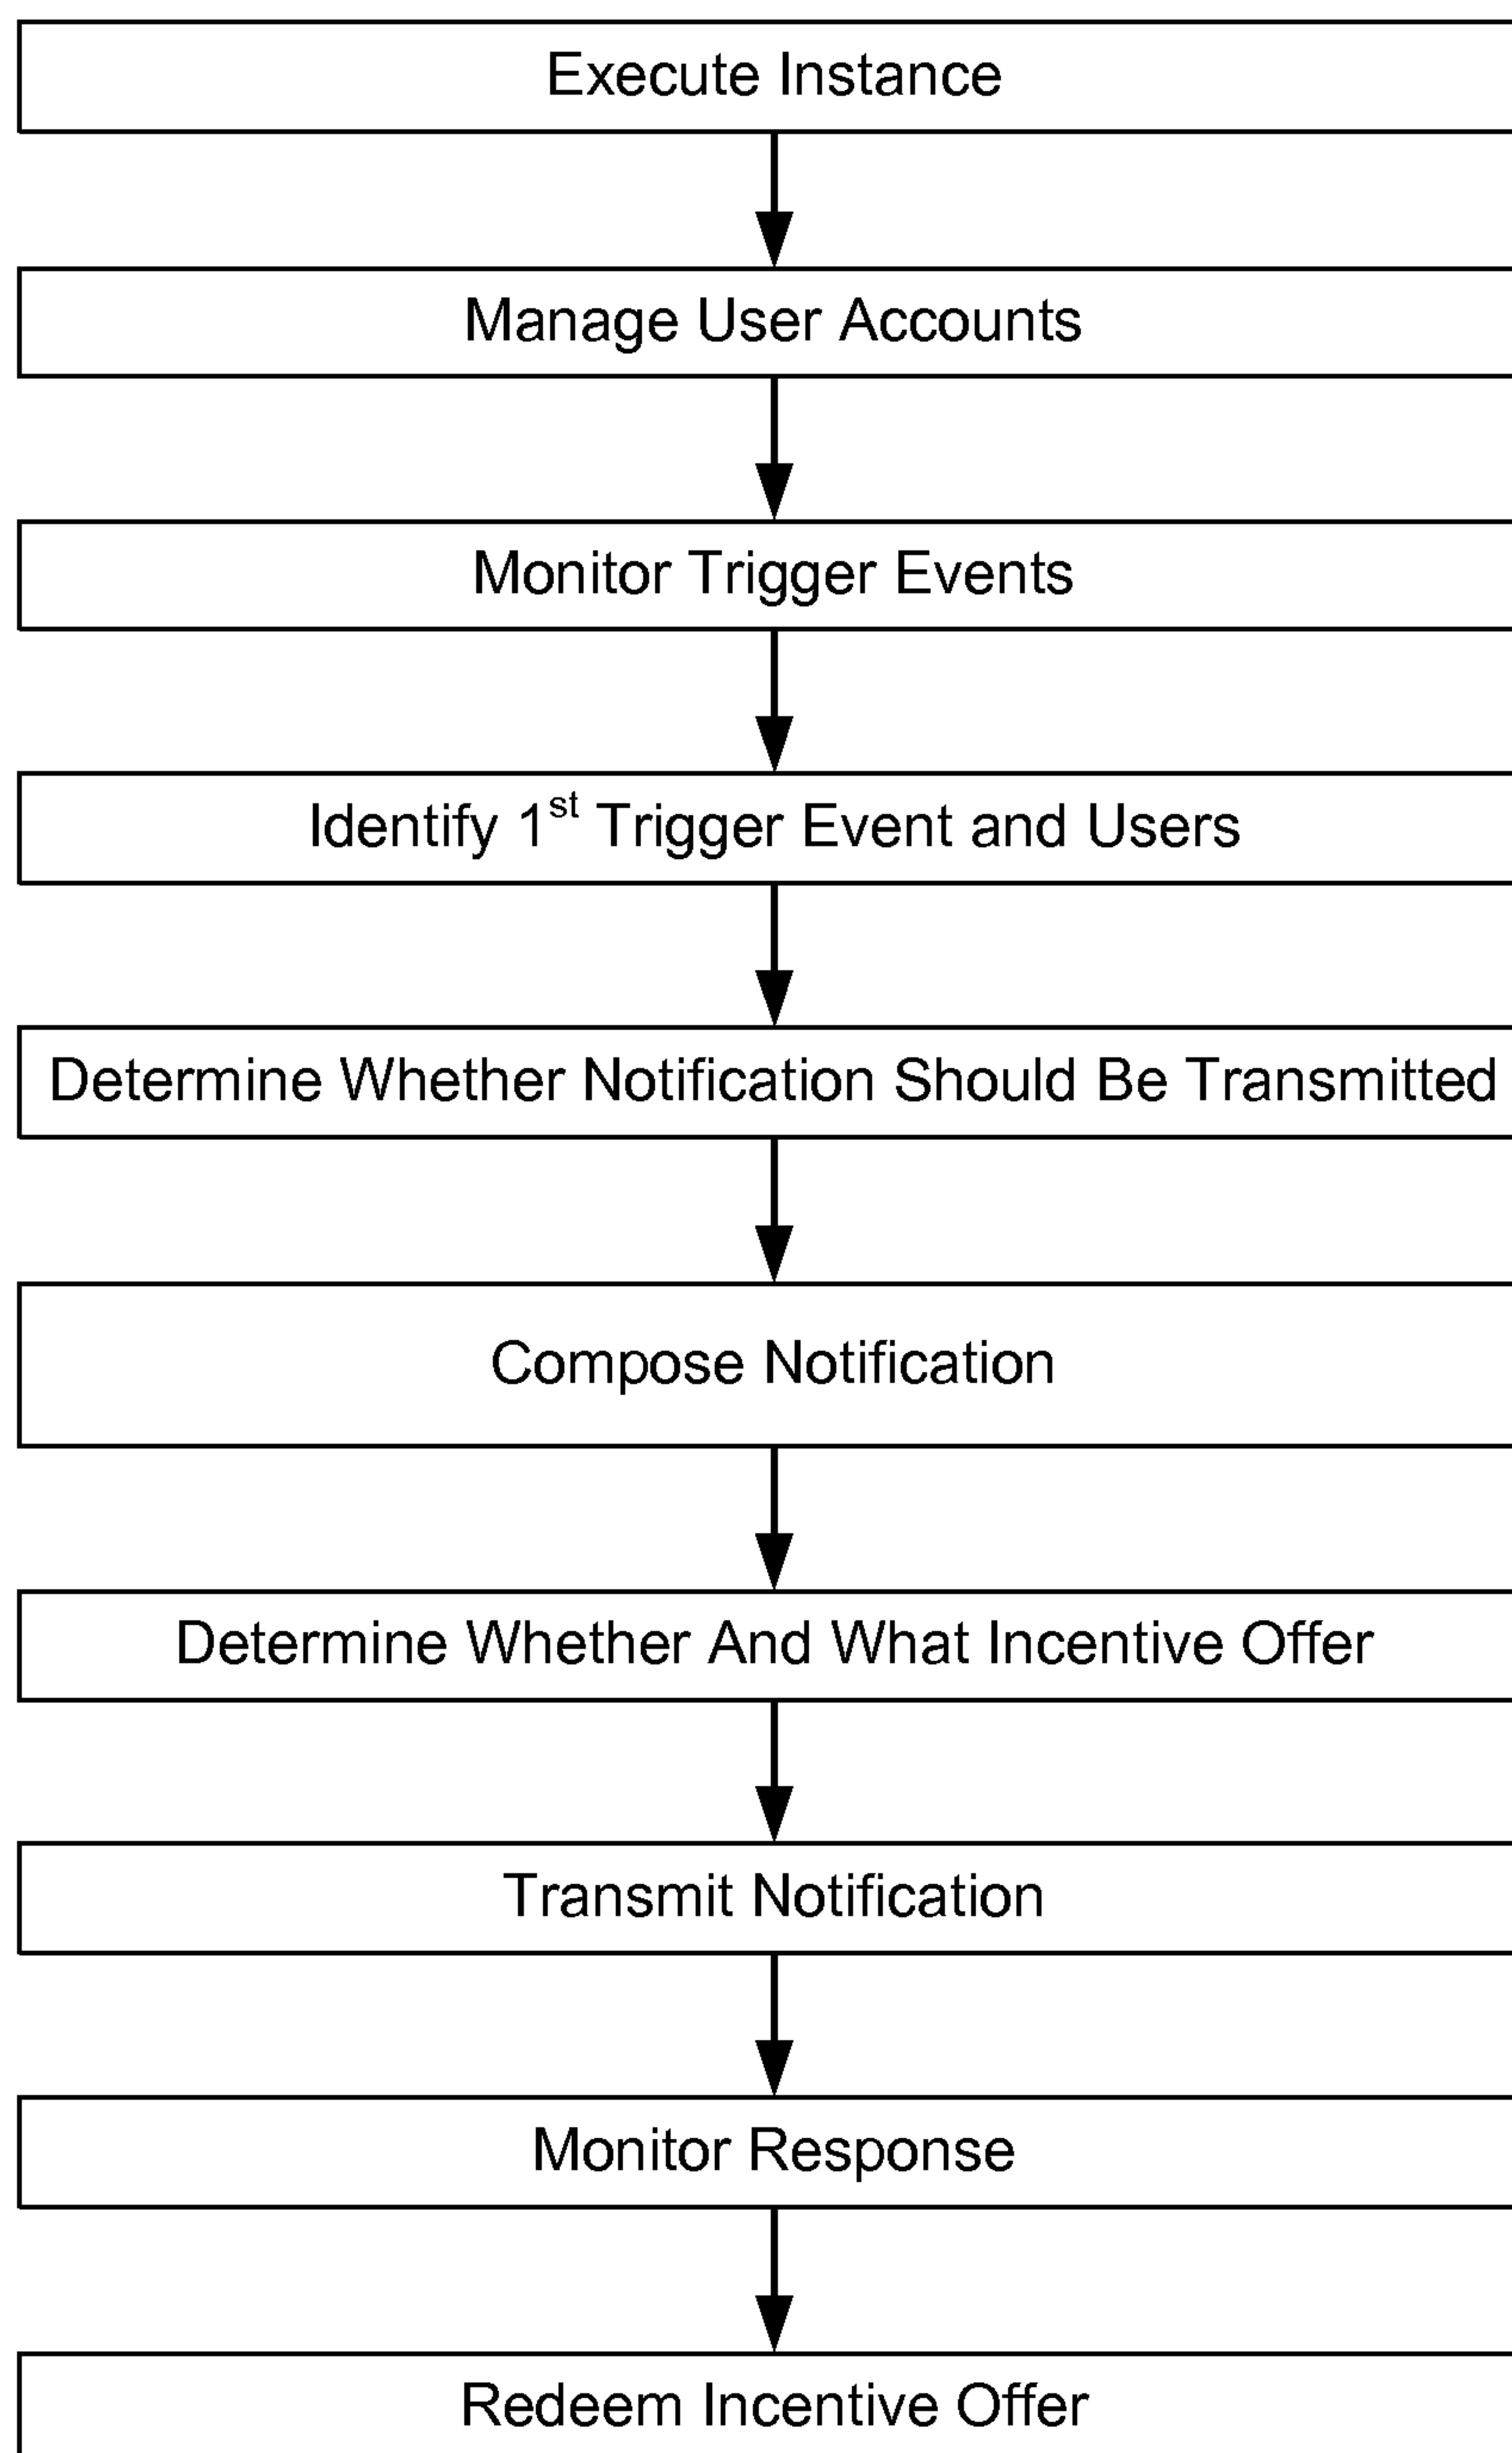 Execute Instance
Manage User Accounts
Monitor Trigger Events
Identify 1st Trigger Event and Users
Determine Whether Notification Should Be Transmitted
Compose Notification
Determine Whether And What Incentive Offer
Transmit Notification
Monitor Response
Redeem Incentive Offer